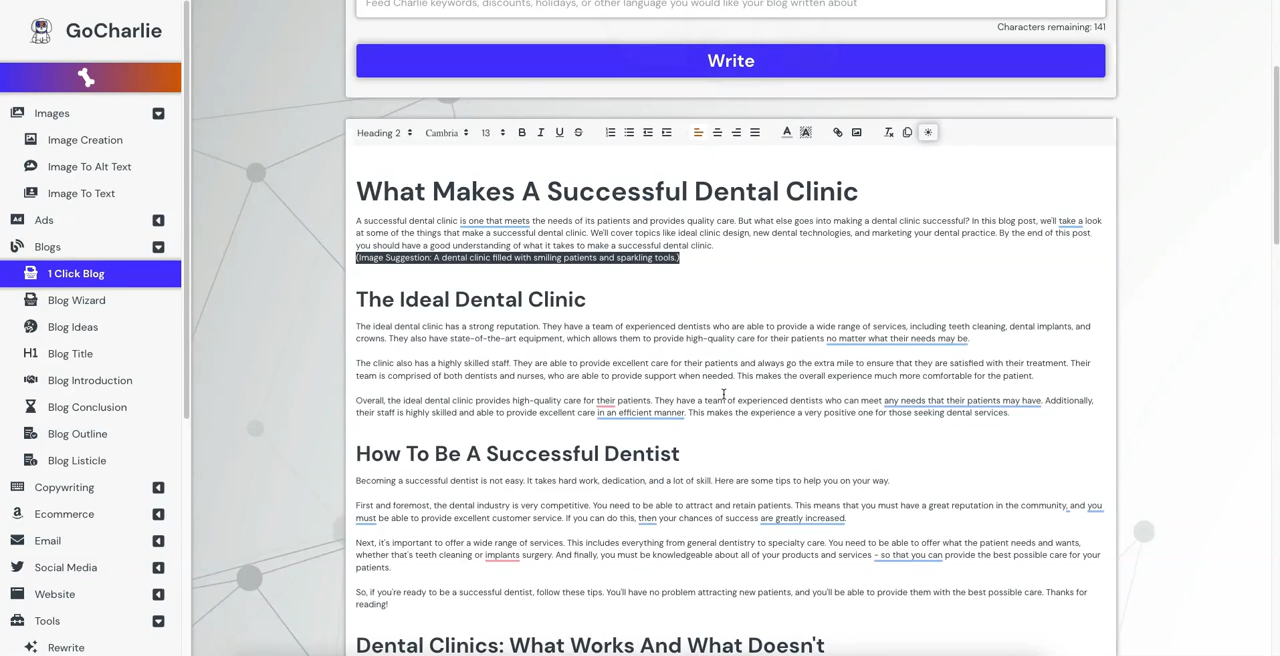 GoCharlie
Images
Image Creation
Image To Alt Text
Image To Text
Ads
Blogs
1 Click Blog
Blog Wizard
Blog Ideas
H1 Blog Title
Blog Introduction
Blog Conclusion
Blog Outline
Blog Listicle
Copywriting
Ecommerce
Email
Social Media
Website
Tools
Rewrite
Feed Charlie keywords, discounts, holidays, or other language you would like your blog written about
Characters remaining: 141
Write
Heading 2 Cambria 13 B I U S A A
What Makes A Successful Dental Clinic
A successful dental clinic is one that meets the needs of its patients and provides quality care. But what else goes into making a dental clinic successful? In this blog post, we'll take a look
at some of the things that make a successful dental clinic. We'll cover topics like ideal clinic design, new dental technologies, and marketing your dental practice. By the end of this post,
you should have a good understanding of what it takes to make a successful dental clinic.
(Image Suggestion: A dental clinic filled with smiling patients and sparkling tools.)
The Ideal Dental Clinic
The ideal dental clinic has a strong reputation. They have a team of experienced dentists who are able to provide a wide range of services, including teeth cleaning, dental implants, and
crowns. They also have state-of-the-art equipment, which allows them to provide high-quality care for their patients no matter what their needs may be.
The clinic also has a highly skilled staff. They are able to provide excellent care for their patients and always go the extra mile to ensure that they are satisfied with their treatment. Their
team is comprised of both dentists and nurses, who are able to provide support when needed. This makes the overall experience much more comfortable for the patient.
Overall, the ideal dental clinic provides high-quality care for their patients. They have a team of experienced dentists who can meet any needs that their patients may have. Additionally,
their staff is highly skilled and able to provide excellent care in an efficient manner. This makes the experience a very positive one for those seeking dental services.
How To Be A Successful Dentist
Becoming a successful dentist is not easy. It takes hard work, dedication, and a lot of skill. Here are some tips to help you on your way.
First and foremost, the dental industry is very competitive. You need to be able to attract and retain patients. This means that you must have a great reputation in the community, and you
must be able to provide excellent customer service. If you can do this, then your chances of success are greatly increased.
Next, it's important to offer a wide range of services. This includes everything from general dentistry to specialty care. You need to be able to offer what the patient needs and wants,
whether that's teeth cleaning or implants surgery. And finally, you must be knowledgeable about all of your products and services - so that you can provide the best possible care for your
patients.
So, if you're ready to be a successful dentist, follow these tips. You'll have no problem attracting new patients, and you'll be able to provide them with the best possible care. Thanks for
reading!
Dental Clinics: What Works And What Doesn't